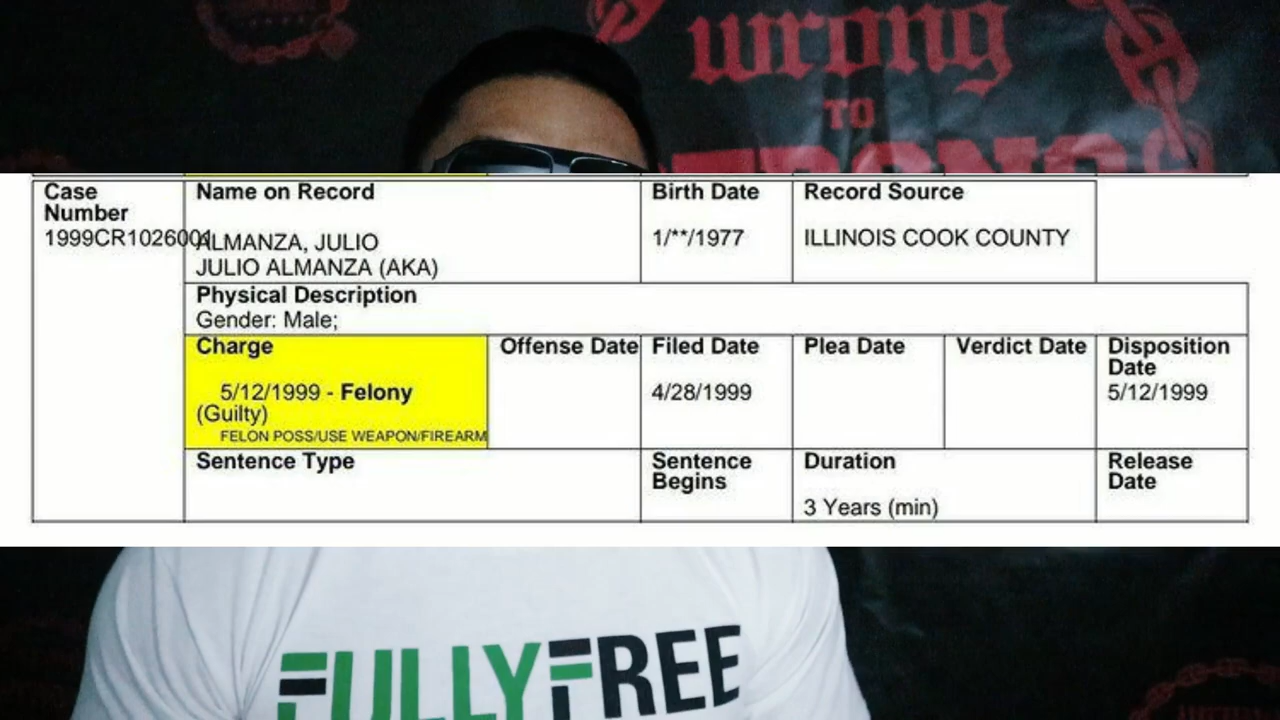 wrong
TO
STRONG
Case Number
1999CR1026001
Name on Record
ALMANZA, JULIO
JULIO ALMANZA (AKA)
Birth Date
1/**/1977
Record Source
ILLINOIS COOK COUNTY
Physical Description
Gender: Male;
Charge
5/12/1999 - Felony
(Guilty)
FELON POSS/USE WEAPON/FIREARM
Offense Date
Filed Date
4/28/1999
Plea Date
Verdict Date
Disposition
Date
5/12/1999
Sentence Type
Sentence
Begins
Duration
3 Years (min)
Release
Date
FULLYFREE